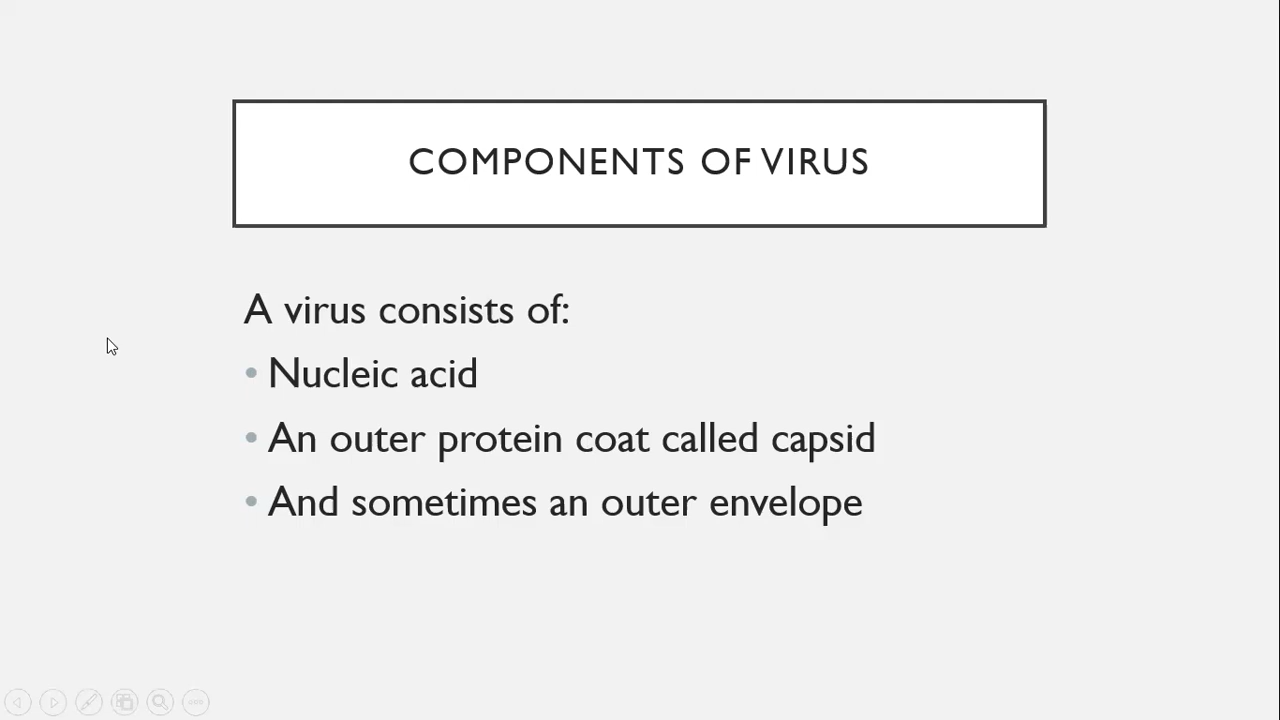 COMPONENTS OF VIRUS
A virus consists of:
• Nucleic acid
• An outer protein coat called capsid
• And sometimes an outer envelope